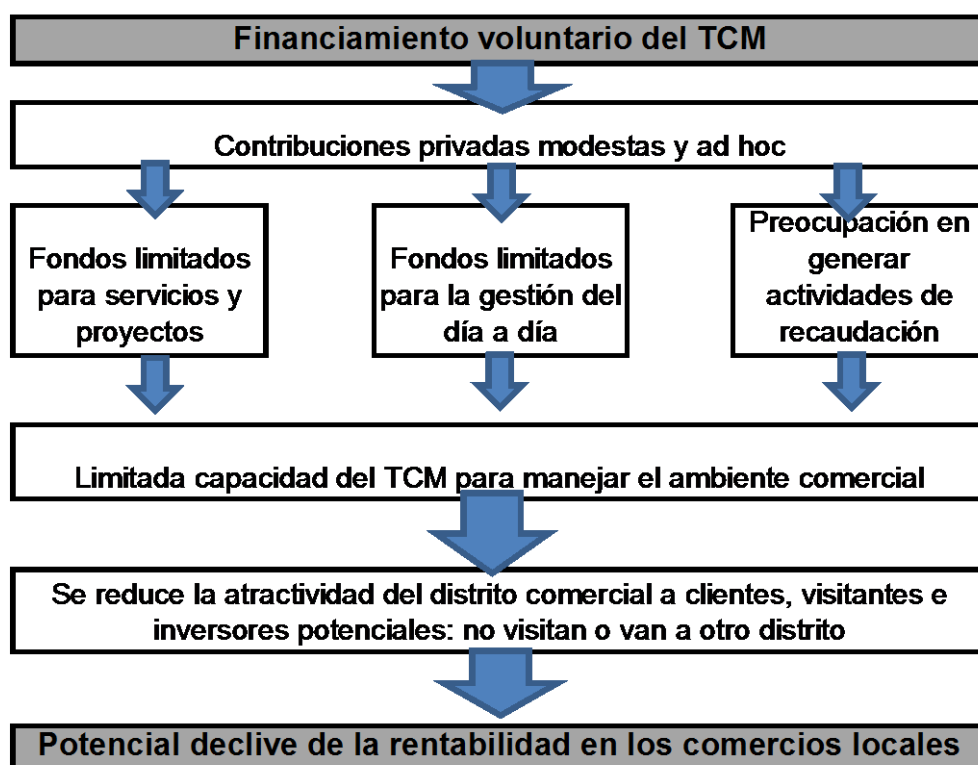 Financiamiento voluntario del TCM
Contribuciones privadas modestas y ad hoc
Fondos limitados
para servicios y
proyectos
Fondos limitados
para la gestión del
día a día
Preocupación en
generar
actividades de
recaudación
Limitada capacidad del TCM para manejar el ambiente comercial
Se reduce la atractividad del distrito comercial a clientes, visitantes e
inversores potenciales: no visitan o van a otro distrito
Potencial declive de la rentabilidad en los comercios locales